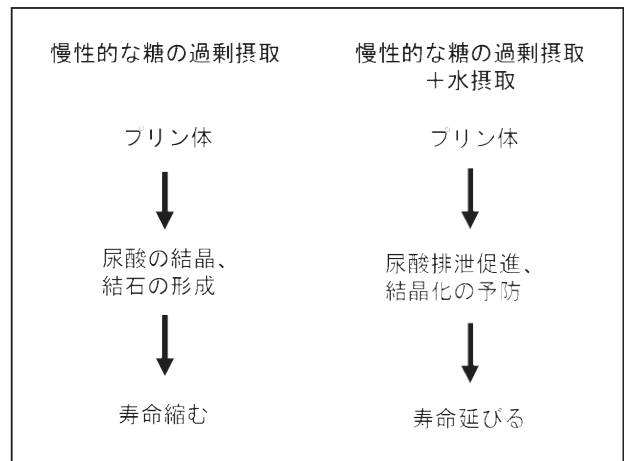 慢性的な糖の過剰摂取
プリン体
尿酸の結晶、
結石の形成
寿命縮む
慢性的な糖の過剰摂取
＋水摂取
プリン体
尿酸排泄促進、
結晶化の予防
寿命延びる